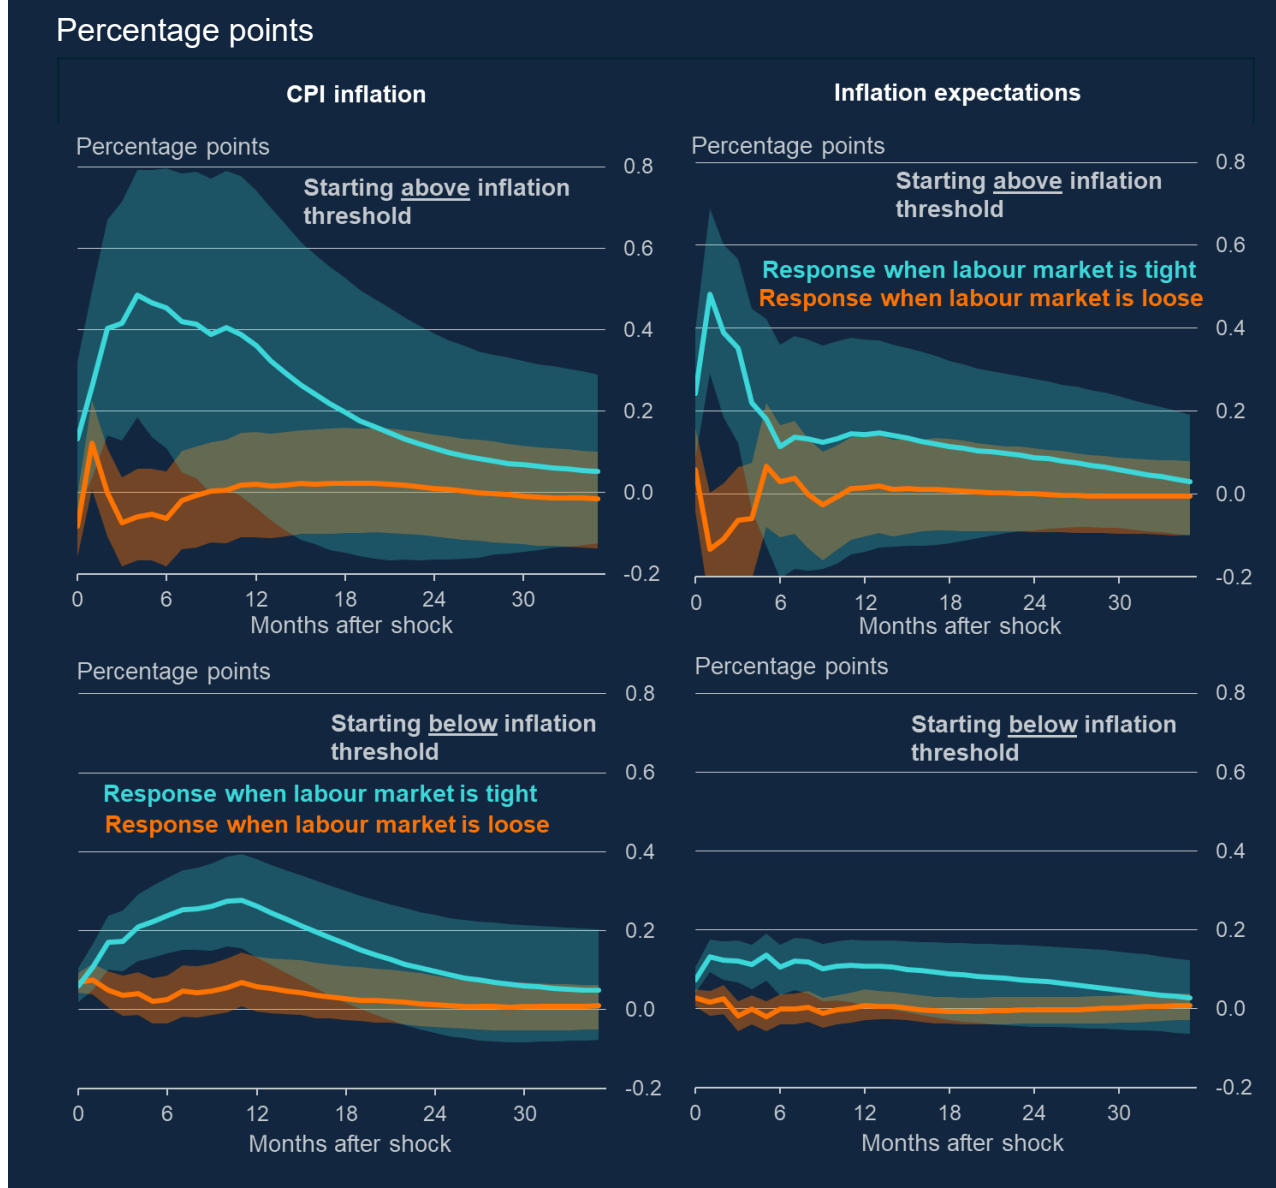 Percentage points
CPI inflation
Inflation expectations
Percentage points
0.8
Starting above inflation
threshold
0.6
0.4
0.2
0.0
-0.2
0 6 12 18 24 30
Months after shock
Percentage points
0.8
Starting above inflation
threshold
0.6
Response when labour market is tight
Response when labour market is loose
0.4
0.2
0.0
-0.2
0 6 12 18 24 30
Months after shock
Percentage points
0.8
Starting below inflation
threshold
0.6
Response when labour market is tight
Response when labour market is loose
0.4
0.2
0.0
-0.2
0 6 12 18 24 30
Months after shock
Percentage points
0.8
Starting below inflation
threshold
0.6
0.4
0.2
0.0
-0.2
0 6 12 18 24 30
Months after shock